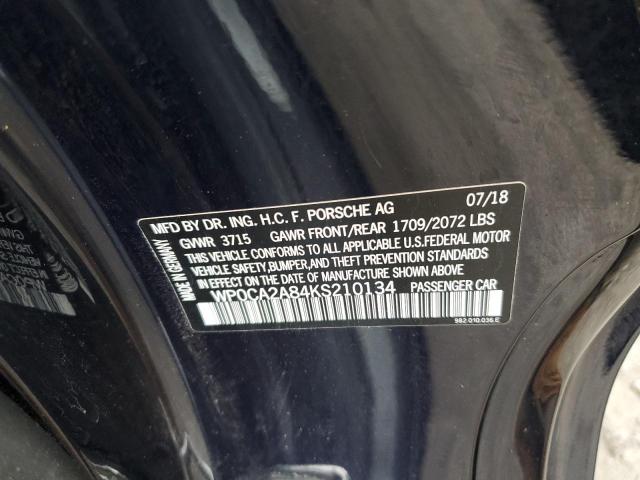 MFD BY DR. ING. H.C. F. PORSCHE AG 07/18
GVWR 3715 GAWR FRONT/REAR 1709/2072 LBS
THIS VEHICLE CONFORMS TO ALL APPLICABLE U.S.FEDERAL MOTOR
VEHICLE SAFETY,BUMPER,AND THEFT PREVENTION STANDARDS
IN EFFECT ON THE DATE OF MANUFACTURE SHOWN ABOVE.
WP0CA2A84KS210134 PASSENGER CAR
MADE IN GERMANY
982.010.036.E